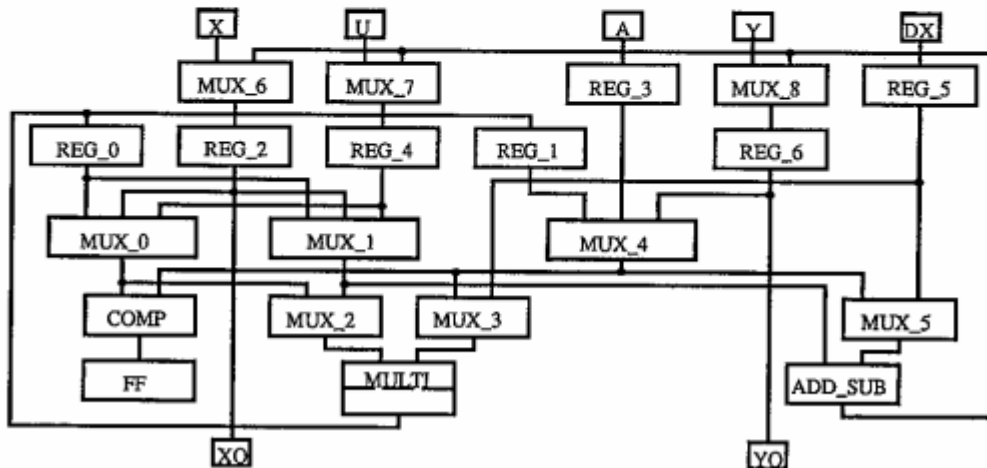 X U A Y DX
MUX_6 MUX_7 REG_3 MUX_8 REG_5
REG_0 REG_2 REG_4 REG_1 REG_6
MUX_0 MUX_1 MUX_4
COMP MUX_2 MUX_3 MUX_5
FF MULTI ADD_SUB
XO YO